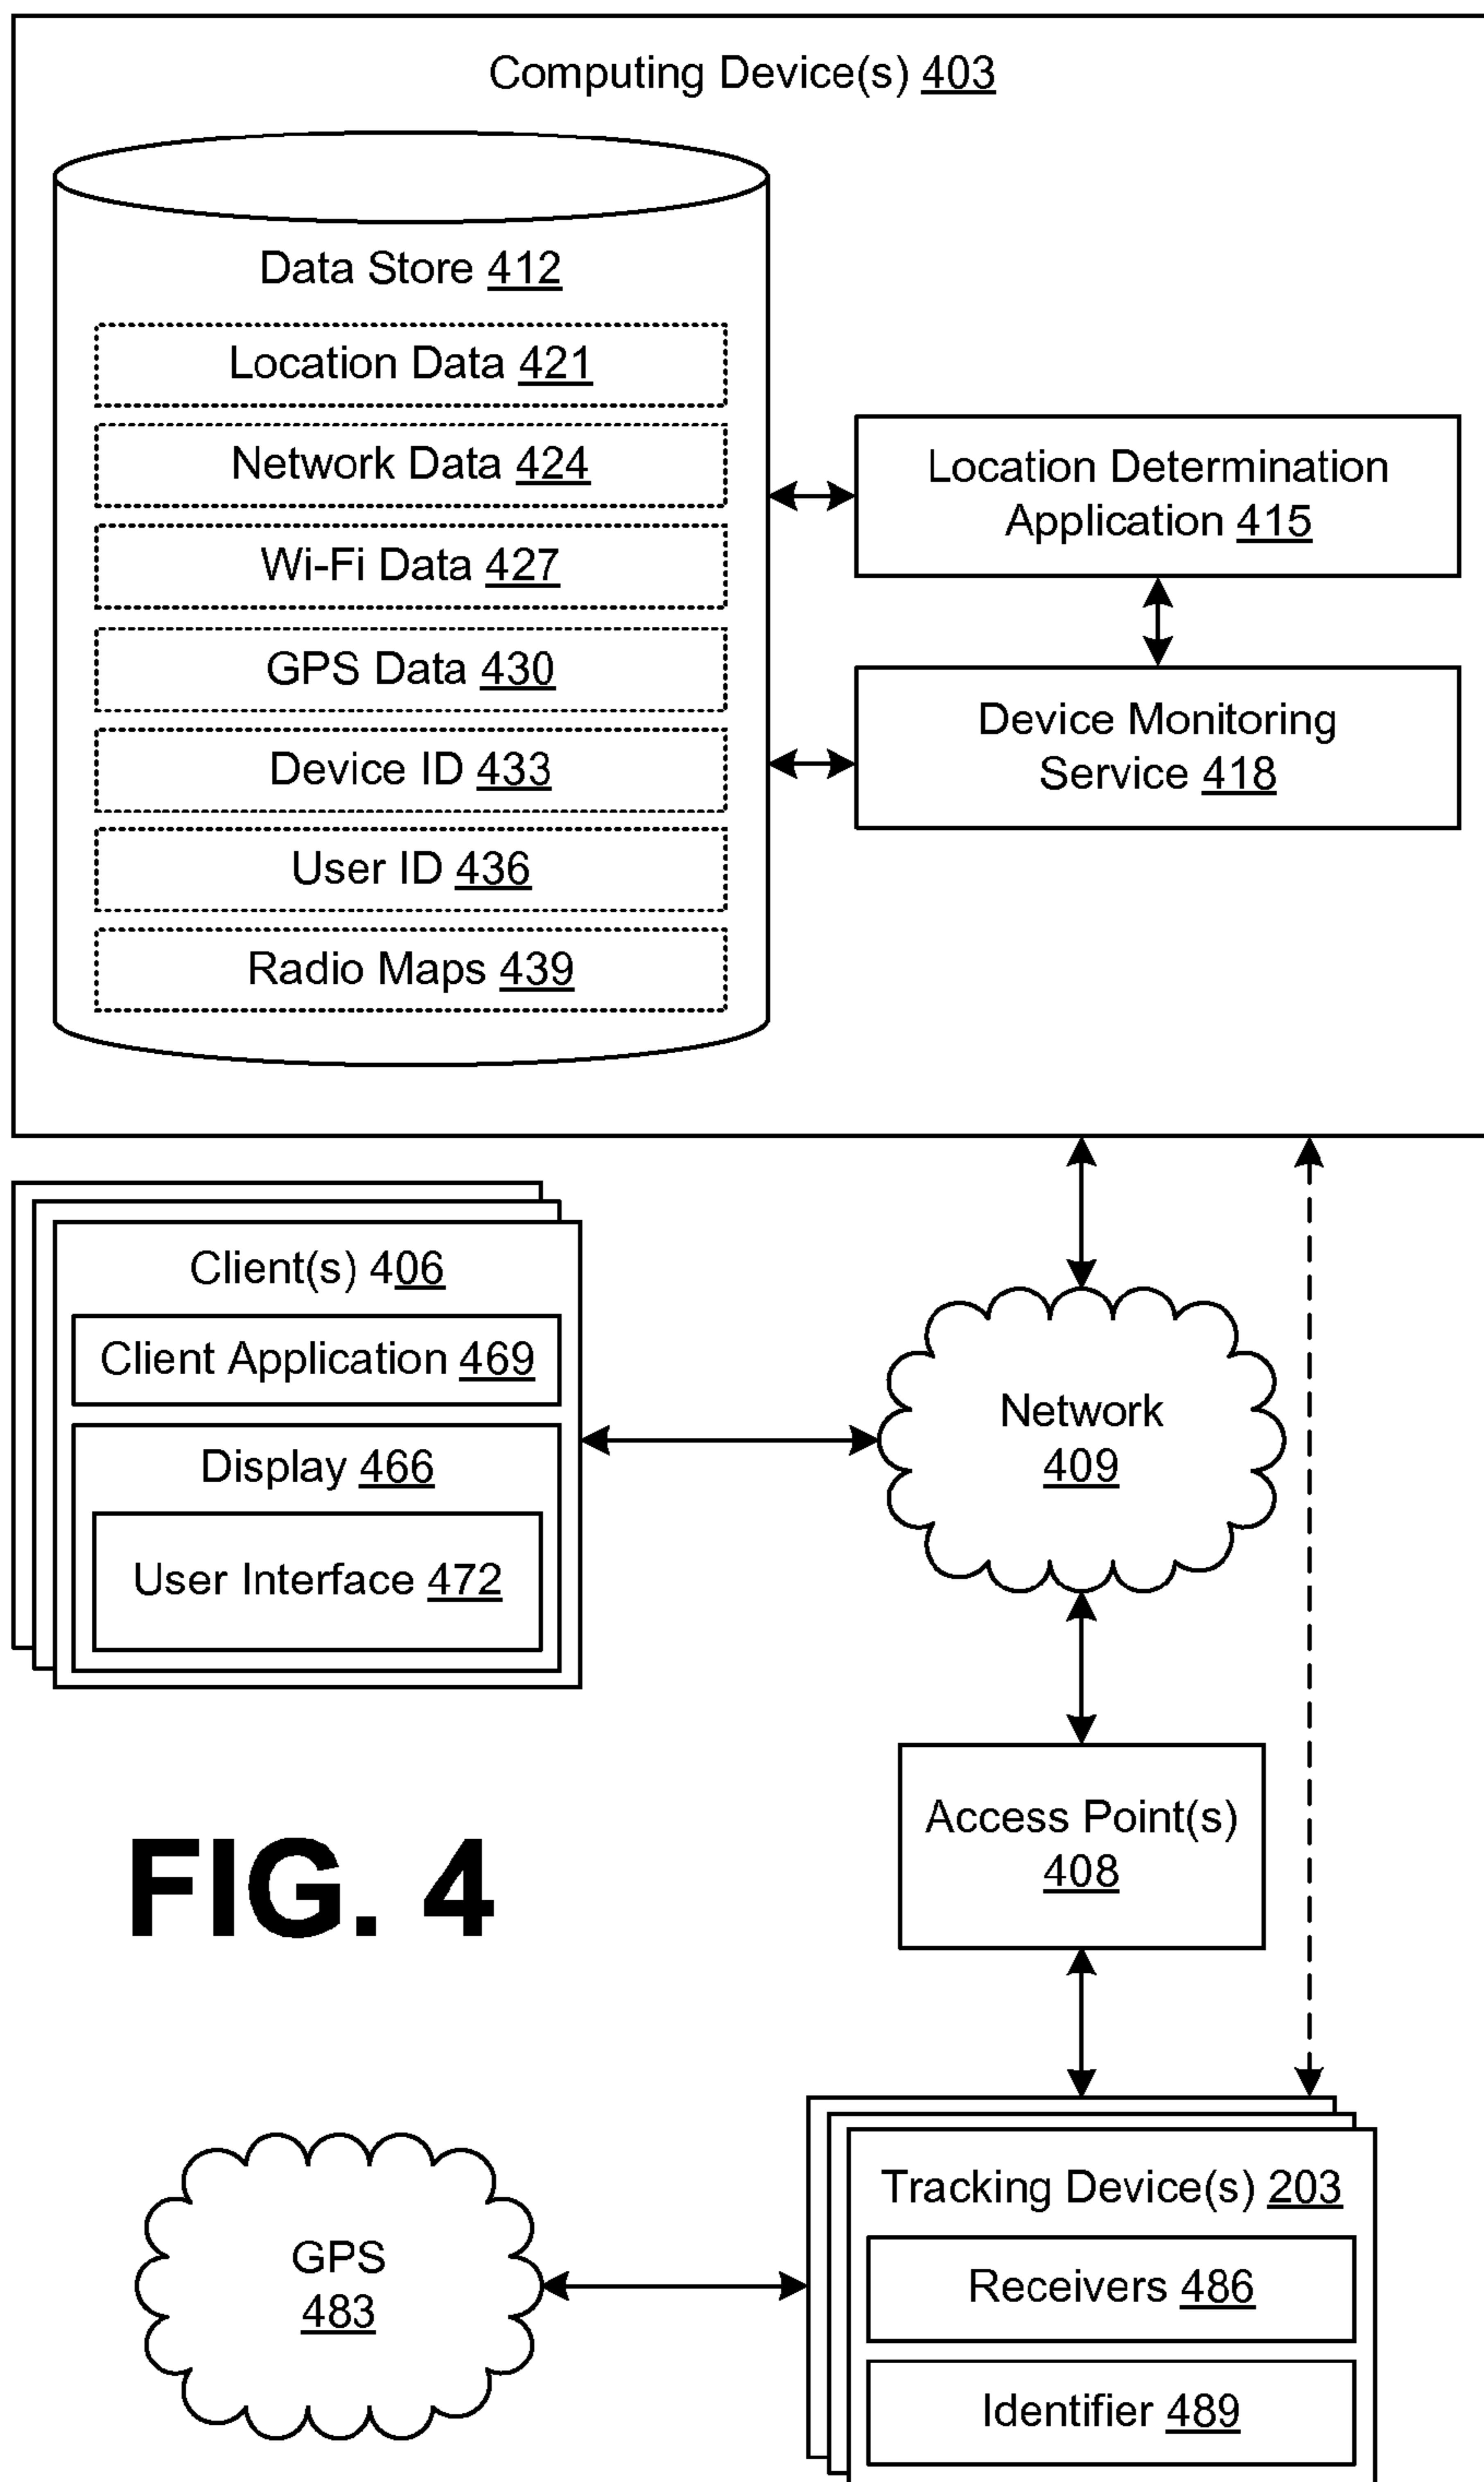 Computing Device(s) 403
Data Store 412
Location Data 421
Network Data 424
Wi-Fi Data 427
GPS Data 430
Device ID 433
User ID 436
Radio Maps 439
Location Determination
Application 415
Device Monitoring
Service 418
Client(s) 406
Client Application 469
Display 466
User Interface 472
Network
409
Access Point(s)
408
FIG. 4
GPS
483
Tracking Device(s) 203
Receivers 486
Identifier 489